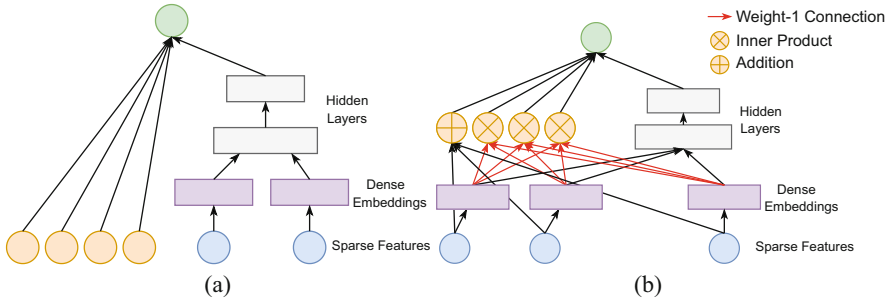 Weight-1 Connection
Inner Product
Addition
Hidden
Layers
Dense
Embeddings
Sparse Features
(a)
Hidden
Layers
Dense
Embeddings
Sparse Features
(b)